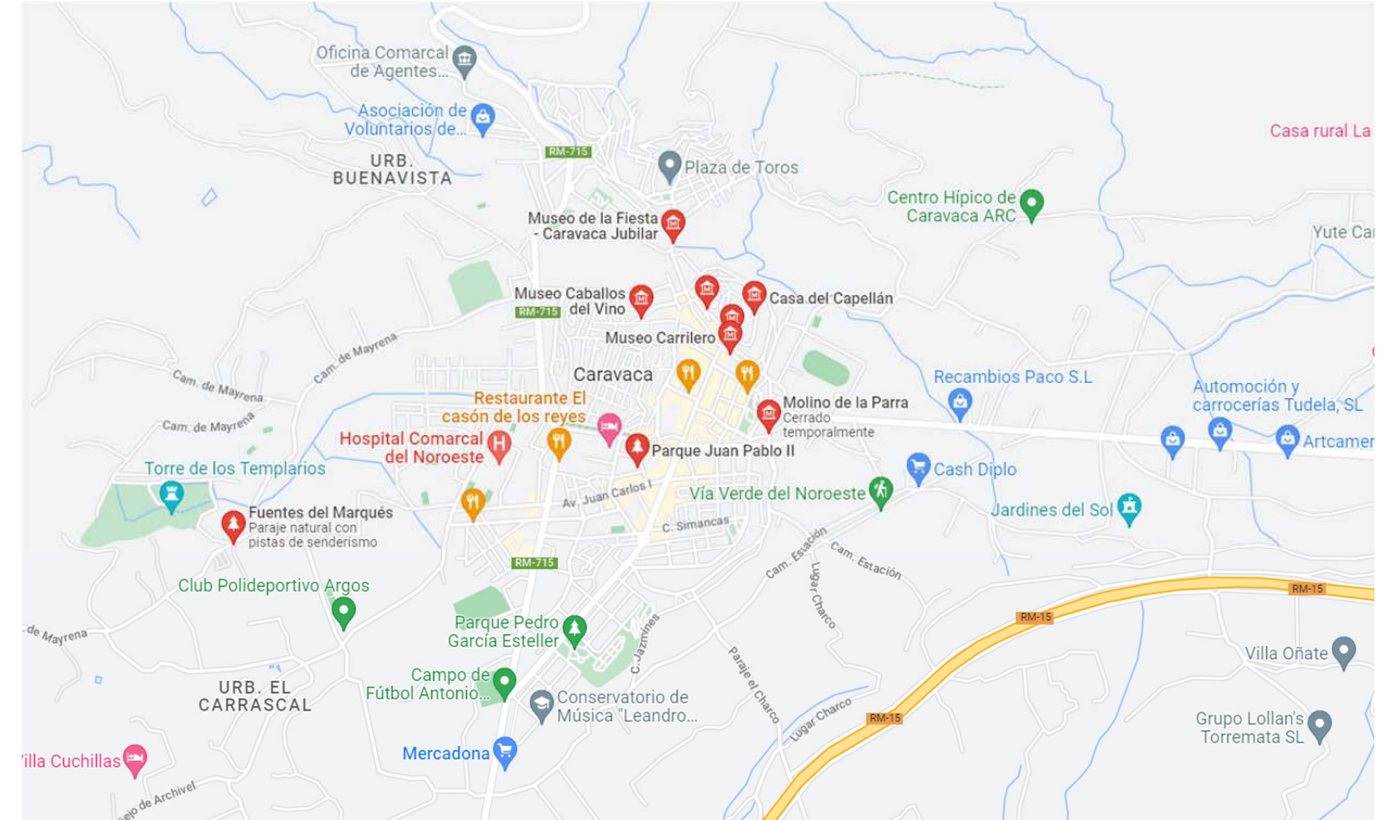 Oficina Comarcal
de Agentes...
Asociación de
Voluntarios de...
URB.
BUENAVISTA
RM-715
Plaza de Toros
Casa rural La
Centro Hípico de
Caravaca ARC
Museo de la Fiesta
- Caravaca Jubilar
Yute Ca
Museo Caballos
del Vino
RM-715
Casa del Capellán
Museo Carrilero
Cam. de Mayrena
Cam. de Mayrena
Caravaca
Recambios Paco S.L
Automoción y
carrocerías Tudela, SL
Restaurante El
casón de los reyes
Molino de la Parra
Cerrado
temporalmente
Cam. de Mayrena
Hospital Comarcal
del Noroeste
H
Parque Juan Pablo II
Artcamer
Torre de los Templarios
Cash Diplo
Vía Verde del Noroeste
Av. Juan Carlos I
Jardines del Sol
Fuentes del Marqués
Paraje natural con
pistas de senderismo
C. Simancas
RM-715
Cam. Estación
Cam. Estación
Lugar Charco
Club Polideportivo Argos
RM-15
RM-15
Parque Pedro
García Esteller
C. Jazmines
de Mayrena
Villa Oñate
Campo de
Fútbol Antonio...
URB. EL
CARRASCAL
Paraje el Charco
Conservatorio de
Música "Leandro...
Lugar Charco
RM-15
Grupo Lollan's
Torremata SL
Mercadona
illa Cuchillas
ejo de Archivel